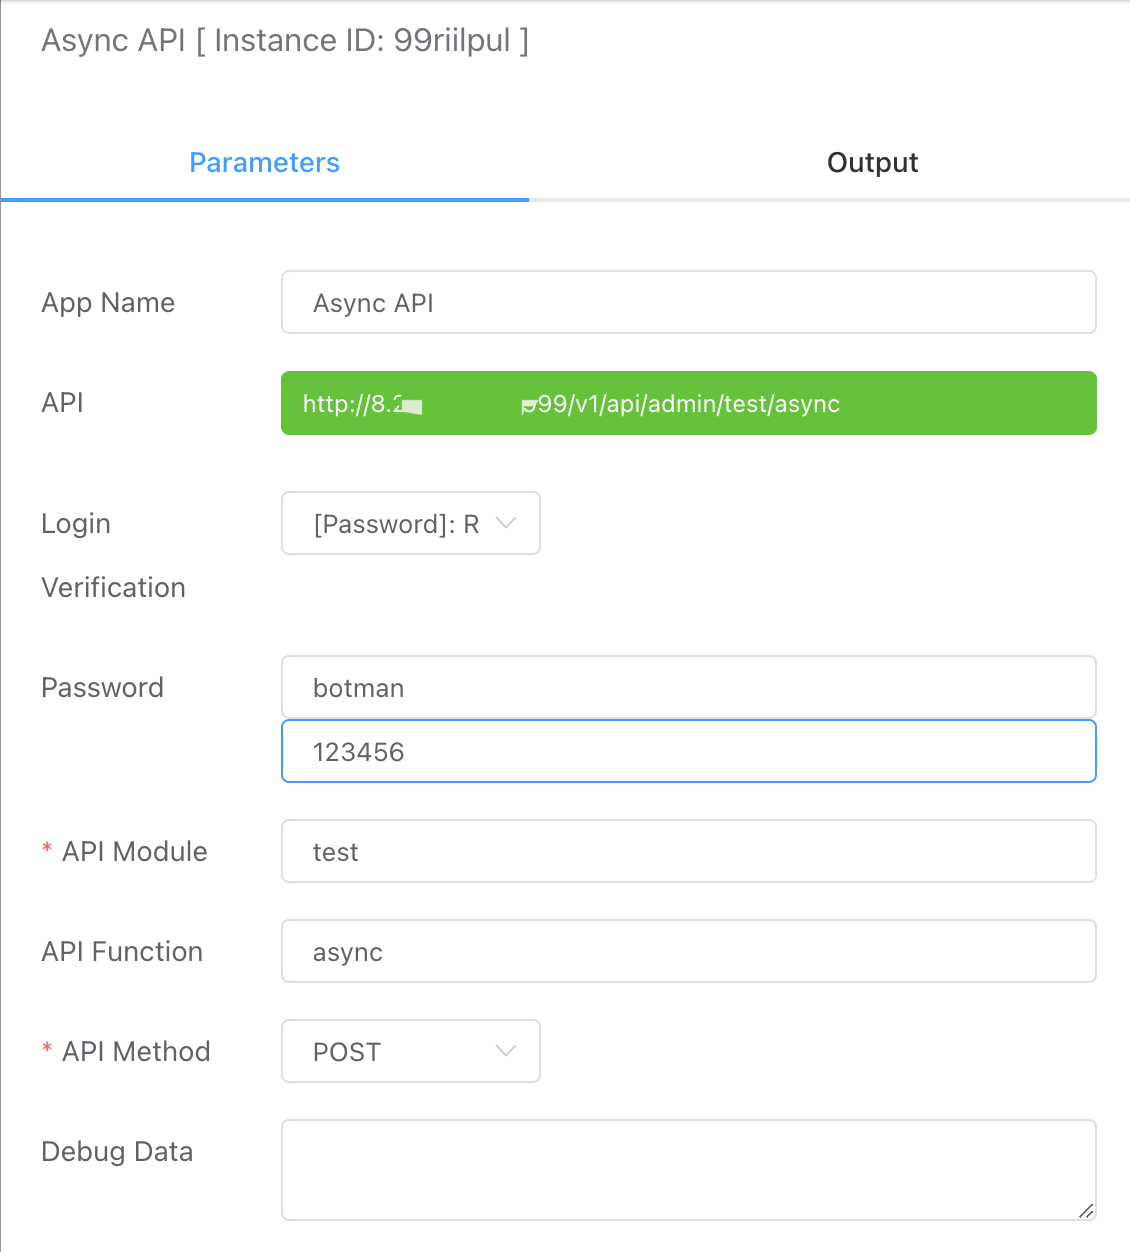 Async API [ Instance ID: 99riilpul ]
Parameters Output
App Name Async API
API http://8. 99/v1/api/admin/test/async
Login [Password]: R
Verification
Password botman
123456
* API Module test
API Function async
* API Method POST
Debug Data